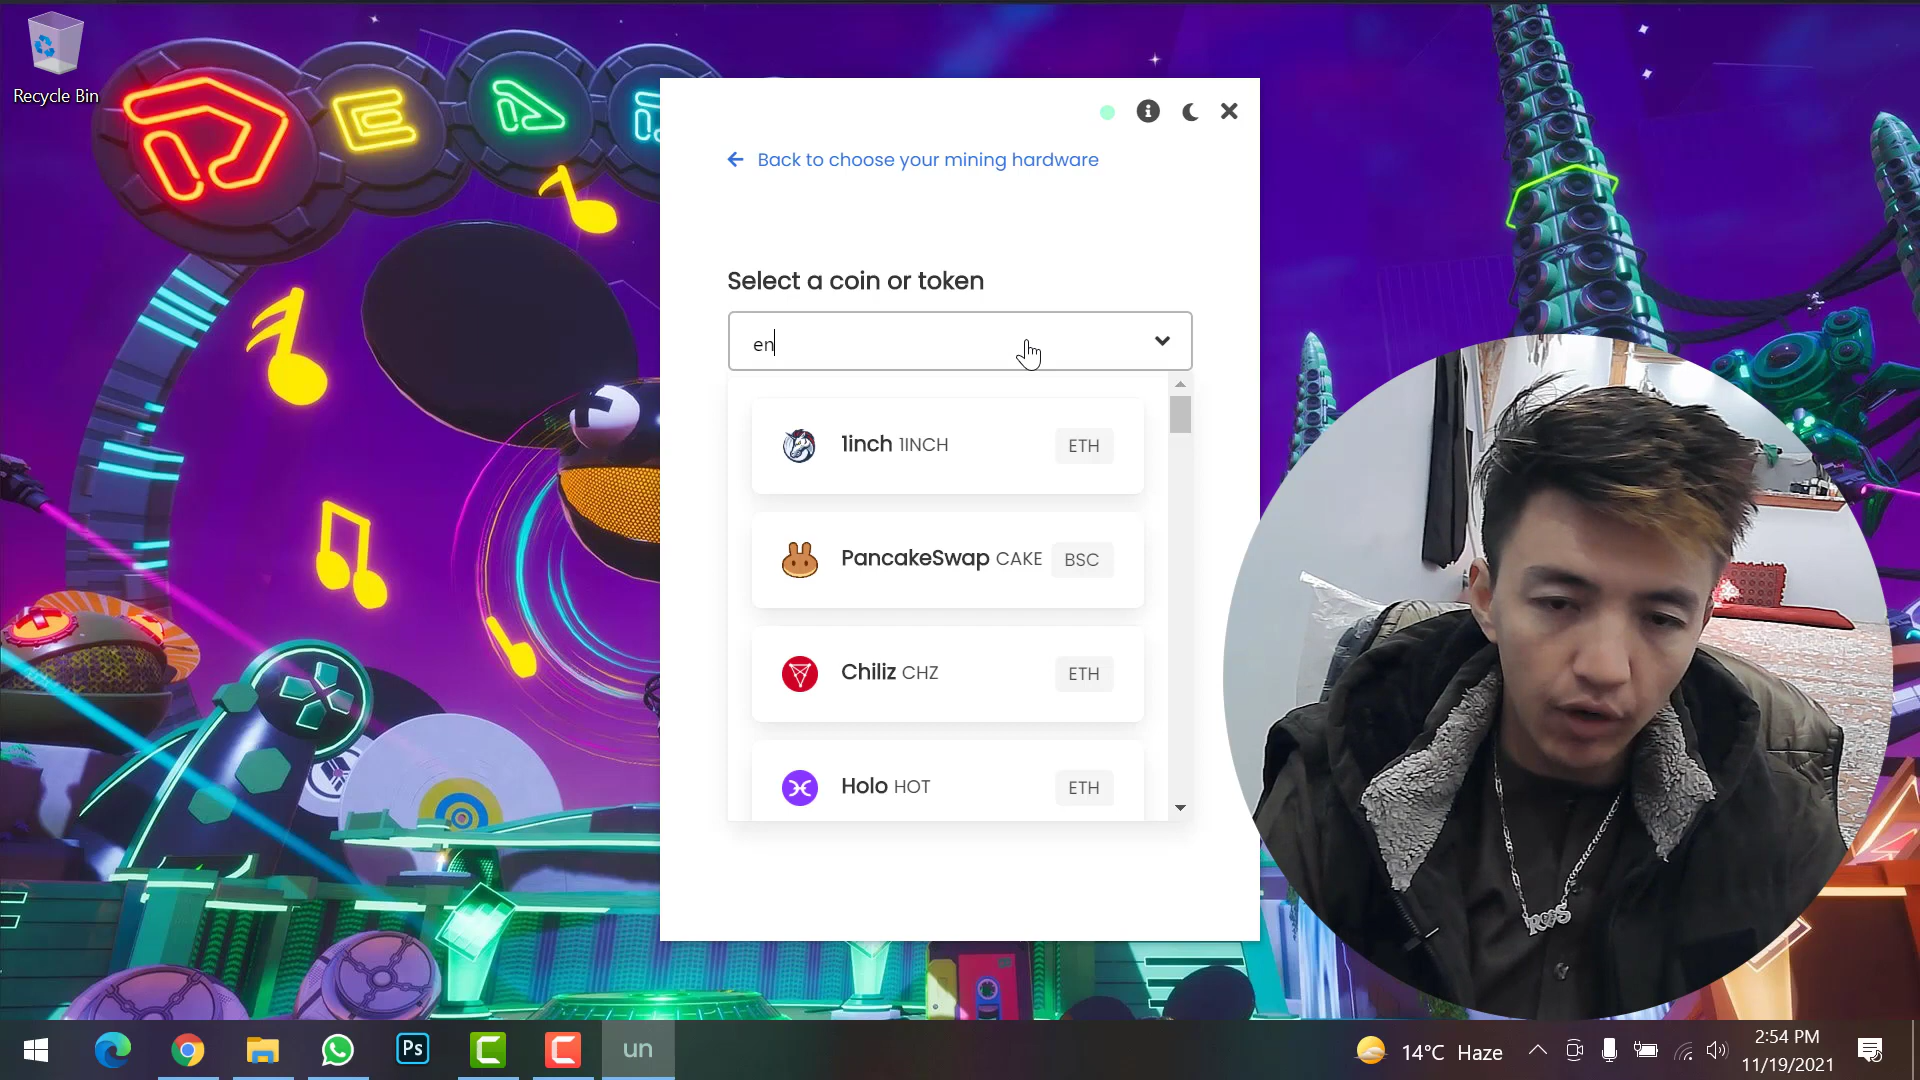 Recycle Bin
Back to choose your mining hardware
Select a coin or token
en
1inch 1INCH ETH
PancakeSwap CAKE BSC
Chiliz CHZ ETH
Holo HOT ETH
Ps
un
14°C Haze
2:54 PM
11/19/2021